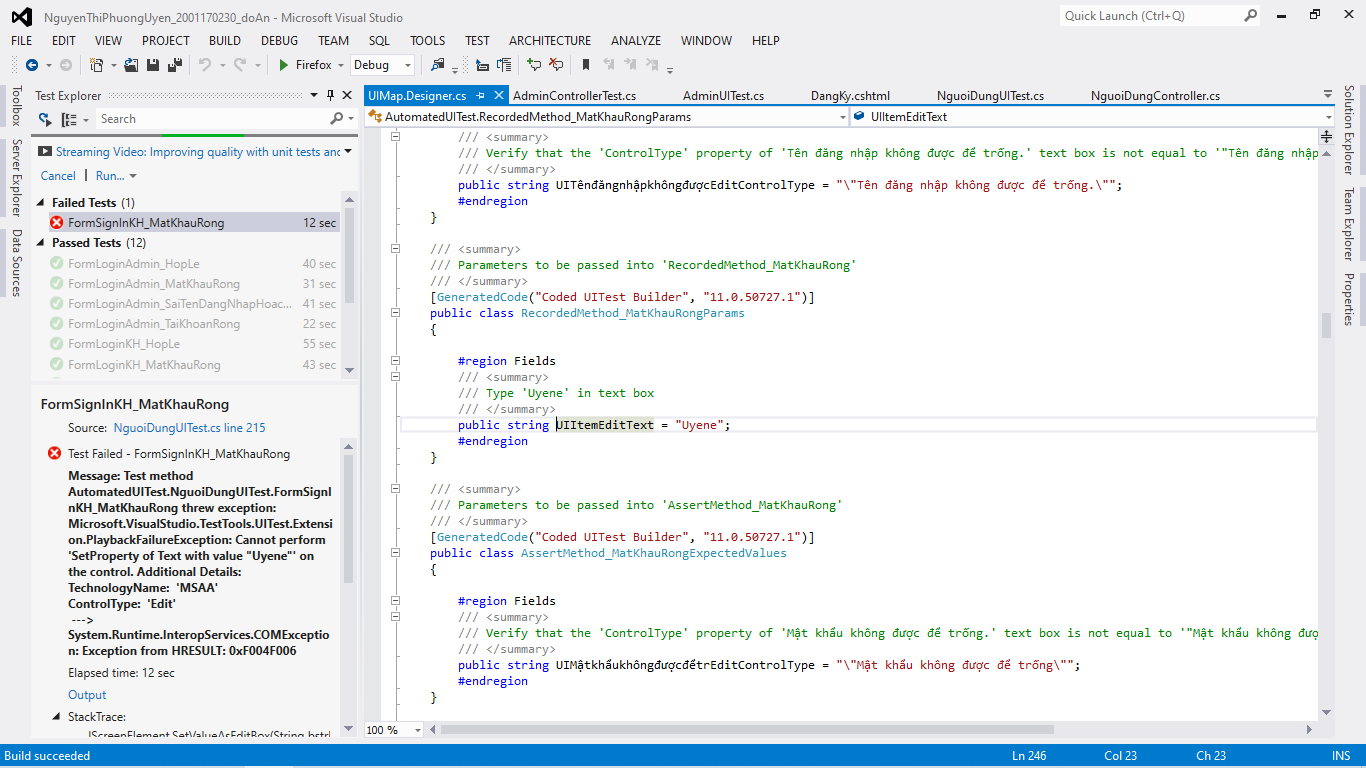 NguyenThiPhuongUyen_2001170230_doAn - Microsoft Visual Studio
Quick Launch (Ctrl+Q)
FILE EDIT VIEW PROJECT BUILD DEBUG TEAM SQL TOOLS TEST ARCHITECTURE ANALYZE WINDOW HELP
Firefox Debug
Toolbox
Server Explorer
Data Sources
Test Explorer
Search
Streaming Video: Improving quality with unit tests and
Cancel | Run...
Failed Tests (1)
FormSignInKH_MatKhauRong 12 sec
Passed Tests (12)
FormLoginAdmin_HopLe 40 sec
FormLoginAdmin_MatKhauRong 31 sec
FormLoginAdmin_SaiTenDangNhapHoac... 41 sec
FormLoginAdmin_TaiKhoanRong 22 sec
FormLoginKH_HopLe 55 sec
FormLoginKH_MatKhauRong 43 sec
FormSignInKH_MatKhauRong
Source: NguoiDungUITest.cs line 215
Test Failed - FormSignInKH_MatKhauRong
Message: Test method
AutomatedUITest.NguoiDungUITest.FormSignI
nKH_MatKhauRong threw exception:
Microsoft.VisualStudio.TestTools.UITest.Extensi
on.PlaybackFailureException: Cannot perform
'SetProperty of Text with value "Uyene"' on
the control. Additional Details:
TechnologyName: 'MSAA'
ControlType: 'Edit'
--->
System.Runtime.InteropServices.COMExceptio
n: Exception from HRESULT: 0xF004F006
Elapsed time: 12 sec
Output
StackTrace:
IScreenElement.SetValueAsEditBox(String bstrl
UIMap.Designer.cs AdminControllerTest.cs AdminUITest.cs DangKy.cshtml NguoiDungUITest.cs NguoiDungController.cs
AutomatedUITest.RecordedMethod_MatKhauRongParams UIItemEditText
/// <summary>
/// Verify that the 'ControlType' property of 'Tên đăng nhập không được để trống.' text box is not equal to '"Tên đăng nhập
/// </summary>
public string UITênđăngnhậpkhôngđượcEditControlType = "\"Tên đăng nhập không được để trống.\"";
#endregion
}
/// <summary>
/// Parameters to be passed into 'RecordedMethod_MatKhauRong'
/// </summary>
[GeneratedCode("Coded UITest Builder", "11.0.50727.1")]
public class RecordedMethod_MatKhauRongParams
{
#region Fields
/// <summary>
/// Type 'Uyene' in text box
/// </summary>
public string UIItemEditText = "Uyene";
#endregion
}
/// <summary>
/// Parameters to be passed into 'AssertMethod_MatKhauRong'
/// </summary>
[GeneratedCode("Coded UITest Builder", "11.0.50727.1")]
public class AssertMethod_MatKhauRongExpectedValues
{
#region Fields
/// <summary>
/// Verify that the 'ControlType' property of 'Mật khẩu không được để trống.' text box is not equal to '"Mật khẩu không đượ
/// </summary>
public string UIMậtkhẩukhôngđượcđểtrEditControlType = "\"Mật khẩu không được để trống\"";
#endregion
}
100 %
Solution Explorer
Team Explorer
Properties
Build succeeded Ln 246 Col 23 Ch 23 INS